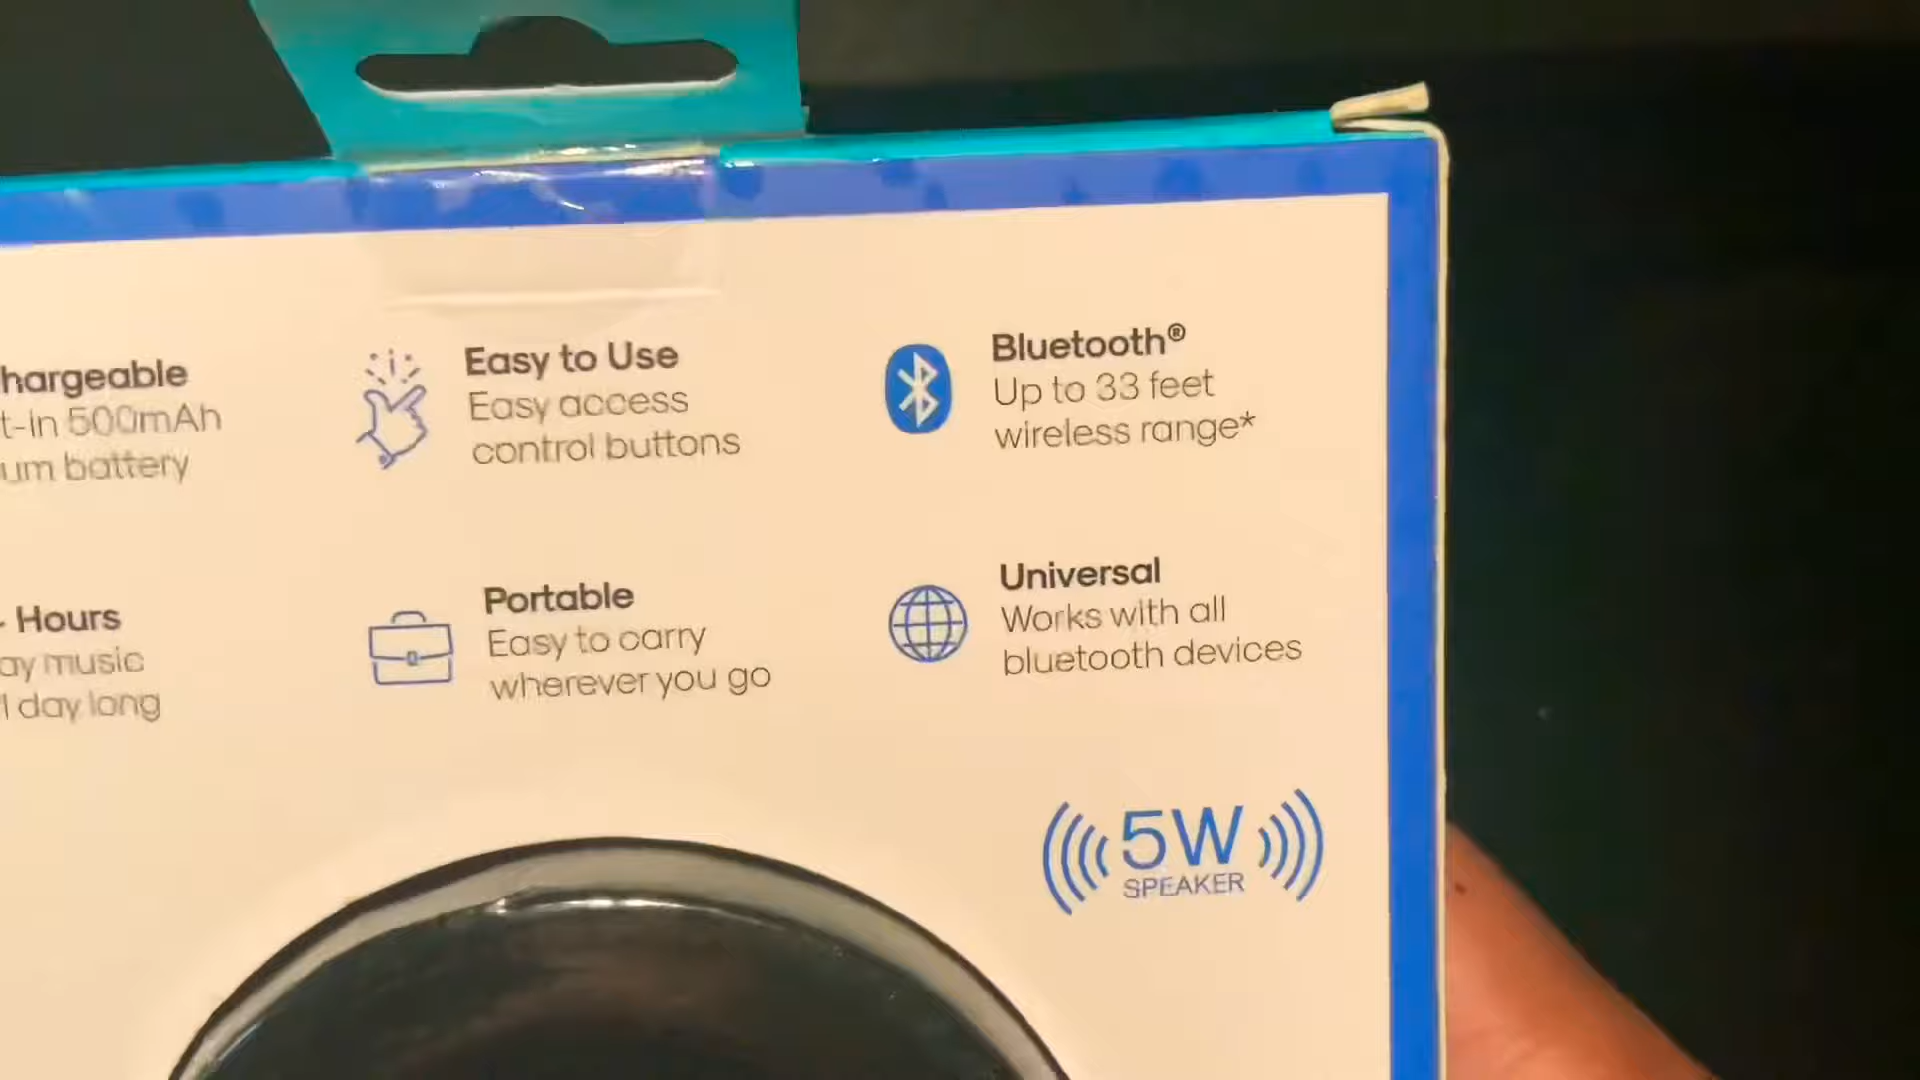 hargeable
t-in 500mAh
um battery
Easy to Use
Easy access
control buttons
Bluetooth®
Up to 33 feet
wireless range*
Hours
ay music
l day long
Portable
Easy to carry
wherever you go
Universal
Works with all
bluetooth devices
5W
SPEAKER